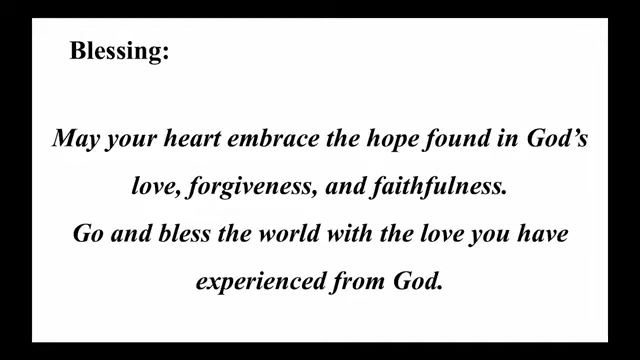 Blessing:
May your heart embrace the hope found in God’s
love, forgiveness, and faithfulness.
Go and bless the world with the love you have
experienced from God.